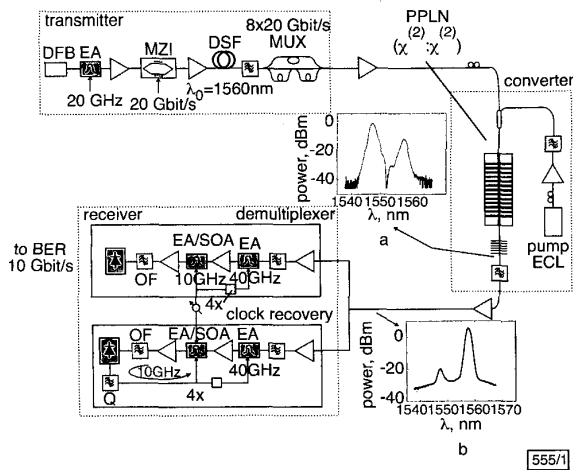 transmitter
DFB EA
MZI
DSF
8x20 Gbit/s
MUX
20 GHz
20 Gbit/s
λ0=1560nm
PPLN
(χ(2):χ(2))
converter
power, dBm
0
-20
-40
1540 1550 1560
λ, nm
a
pump
ECL
receiver
demultiplexer
EA/SOA EA
to BER
10 Gbit/s
OF
10GHz
40GHz
4x
clock recovery
OF
EA/SOA EA
10GHz
40GHz
Q
4x
power, dBm
0
-20
-40
1540 1550 1560 1570
λ, nm
b
555/1